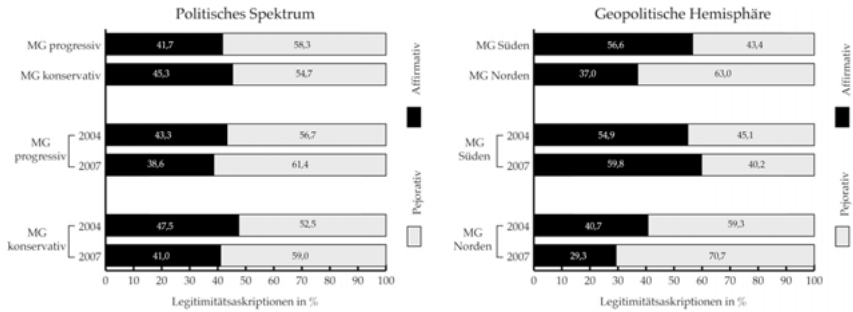 Politisches Spektrum
MG progressiv 41,7 58,3
MG konservativ 45,3 54,7
MG progressiv
2004 43,3 56,7
2007 38,6 61,4
MG konservativ
2004 47,5 52,5
2007 41,0 59,0
0 10 20 30 40 50 60 70 80 90 100
Legitimitätsaskriptionen in %
Affirmativ
Pejorativ
Geopolitische Hemisphäre
MG Süden 56,6 43,4
MG Norden 37,0 63,0
MG Süden
2004 54,9 45,1
2007 59,8 40,2
MG Norden
2004 40,7 59,3
2007 29,3 70,7
0 10 20 30 40 50 60 70 80 90 100
Legitimitätsaskriptionen in %
Affirmativ
Pejorativ